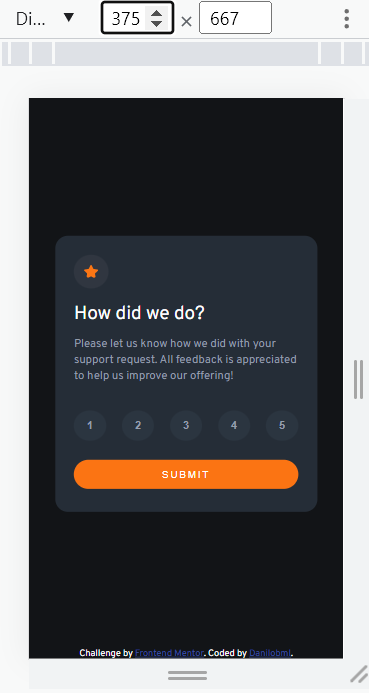 Di...
375 × 667
How did we do?
Please let us know how we did with your
support request. All feedback is appreciated
to help us improve our offering!
1 2 3 4 5
SUBMIT
Challenge by Frontend Mentor. Coded by Danilobml.